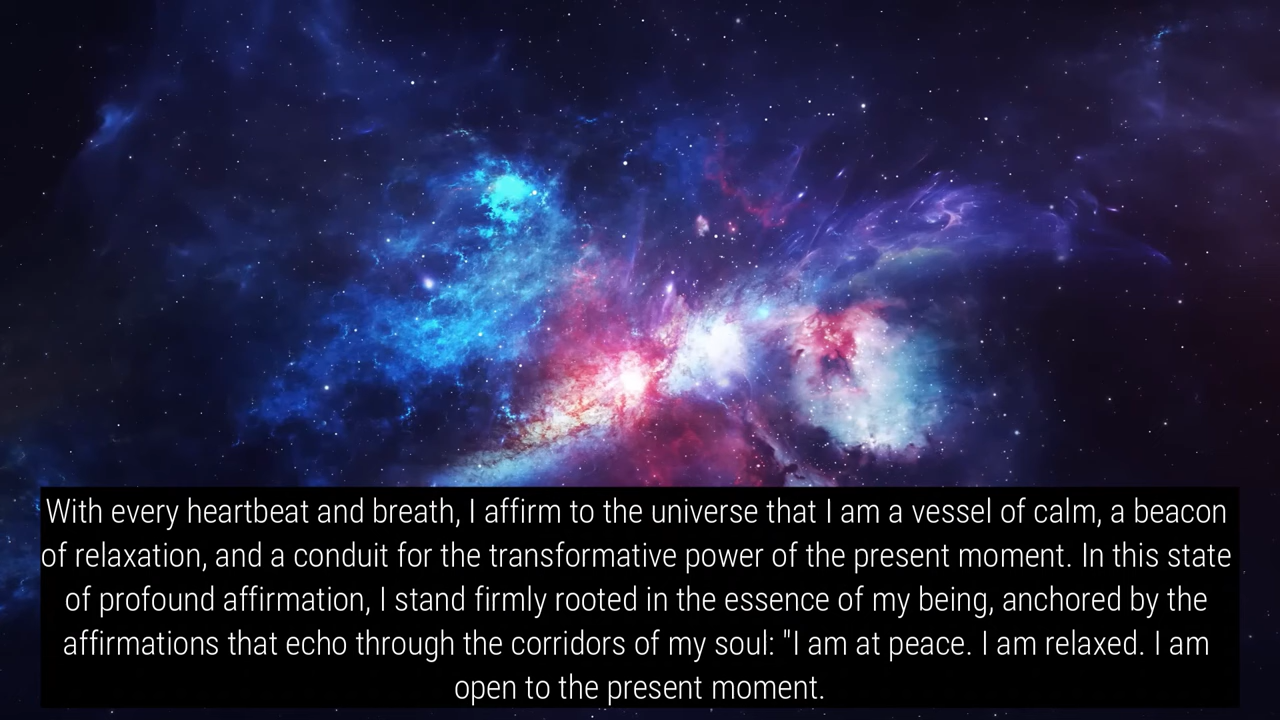 With every heartbeat and breath, I affirm to the universe that I am a vessel of calm, a beacon
of relaxation, and a conduit for the transformative power of the present moment. In this state
of profound affirmation, I stand firmly rooted in the essence of my being, anchored by the
affirmations that echo through the corridors of my soul: "I am at peace. I am relaxed. I am
open to the present moment.